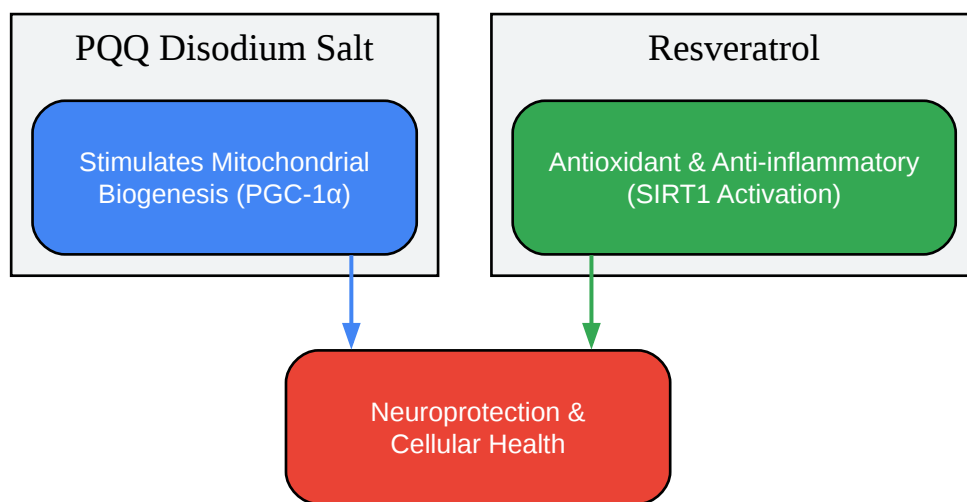 PQQ Disodium Salt
Stimulates Mitochondrial
Biogenesis (PGC-1α)
Resveratrol
Antioxidant & Anti-inflammatory
(SIRT1 Activation)
Neuroprotection &
Cellular Health